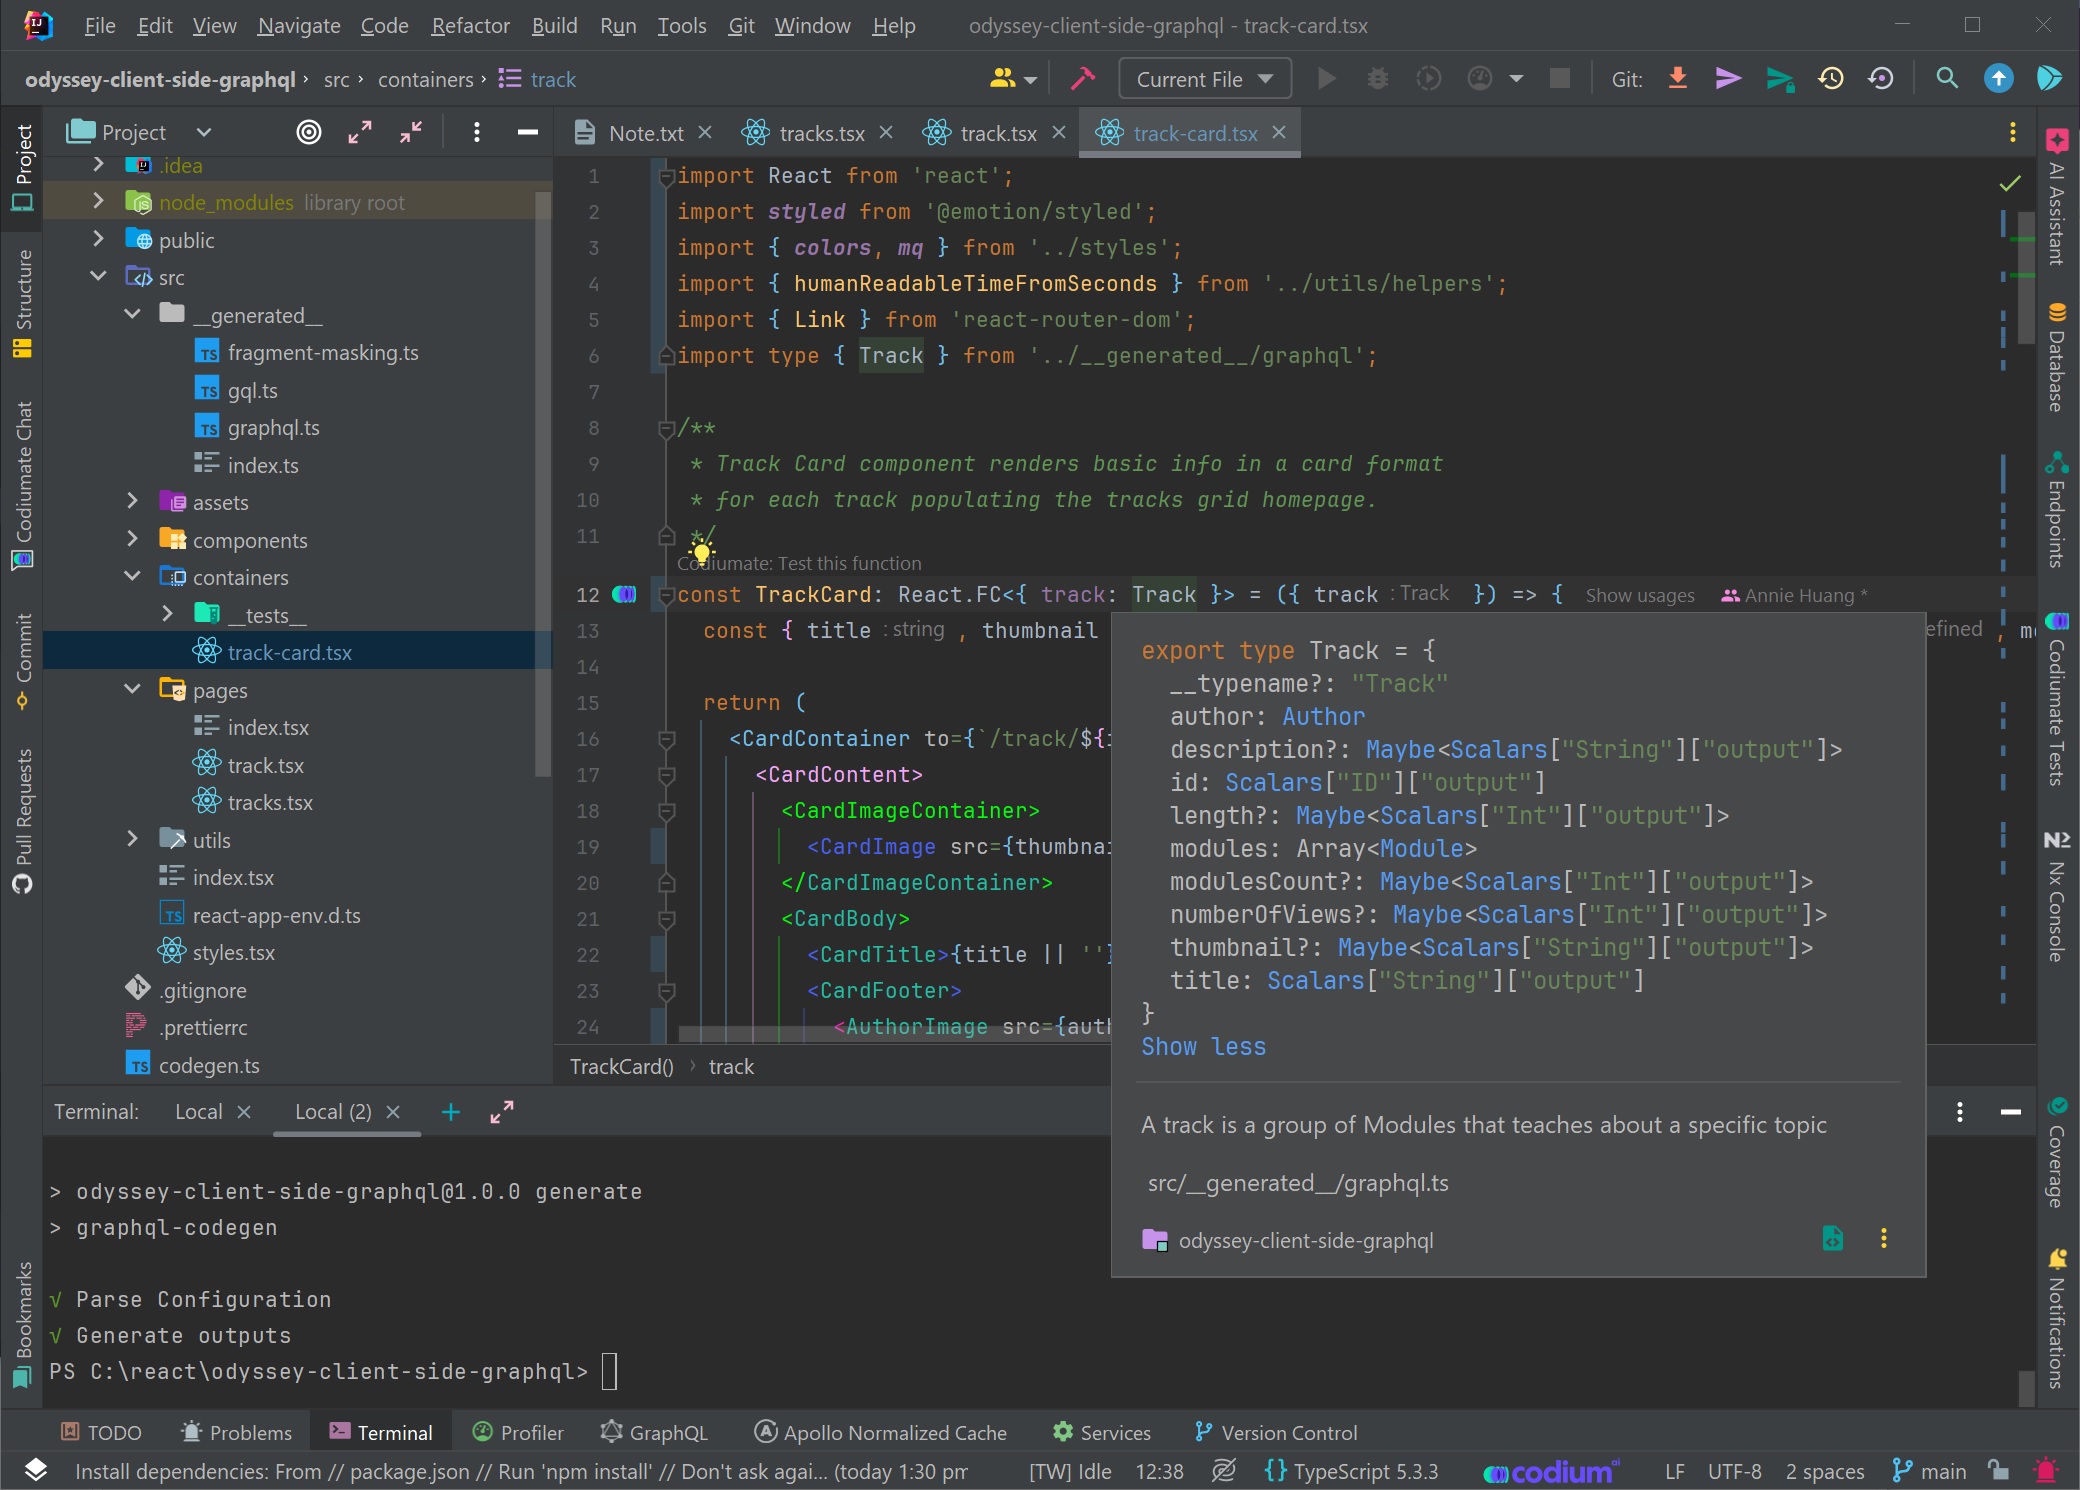 File Edit View Navigate Code Refactor Build Run Tools Git Window Help odyssey-client-side-graphql - track-card.tsx
odyssey-client-side-graphql › src › containers › track
Current File
Git:
Project
Note.txt
tracks.tsx
track.tsx
track-card.tsx
Project
Structure
Codiumate Chat
Commit
Pull Requests
Bookmarks
.idea
node_modules library root
public
src
__generated__
fragment-masking.ts
gql.ts
graphql.ts
index.ts
assets
components
containers
__tests__
track-card.tsx
pages
index.tsx
track.tsx
tracks.tsx
utils
index.tsx
react-app-env.d.ts
styles.tsx
.gitignore
.prettierrc
codegen.ts
1 import React from 'react';
2 import styled from '@emotion/styled';
3 import { colors, mq } from '../styles';
4 import { humanReadableTimeFromSeconds } from '../utils/helpers';
5 import { Link } from 'react-router-dom';
6 import type { Track } from '../__generated__/graphql';
7
8 /**
9 * Track Card component renders basic info in a card format
10 * for each track populating the tracks grid homepage.
11 */
Codiumate: Test this function
12 const TrackCard: React.FC<{ track: Track }> = ({ track : Track }) => { Show usages Annie Huang *
13 const { title : string , thumbnail efined , mo
14
15 return (
16 <CardContainer to={`/track/${i
17 <CardContent>
18 <CardImageContainer>
19 <CardImage src={thumbnai
20 </CardImageContainer>
21 <CardBody>
22 <CardTitle>{title || ''}
23 <CardFooter>
24 <AuthorImage src={auth
TrackCard() › track
export type Track = {
__typename?: "Track"
author: Author
description?: Maybe<Scalars["String"]["output"]>
id: Scalars["ID"]["output"]
length?: Maybe<Scalars["Int"]["output"]>
modules: Array<Module>
modulesCount?: Maybe<Scalars["Int"]["output"]>
numberOfViews?: Maybe<Scalars["Int"]["output"]>
thumbnail?: Maybe<Scalars["String"]["output"]>
title: Scalars["String"]["output"]
}
Show less
A track is a group of Modules that teaches about a specific topic
src/__generated__/graphql.ts
odyssey-client-side-graphql
AI Assistant
Database
Endpoints
Codiumate Tests
Nx Console
Coverage
Notifications
Terminal: Local Local (2)
> odyssey-client-side-graphql@1.0.0 generate
> graphql-codegen
√ Parse Configuration
√ Generate outputs
PS C:\react\odyssey-client-side-graphql>
TODO Problems Terminal Profiler GraphQL Apollo Normalized Cache Services Version Control
Install dependencies: From // package.json // Run 'npm install' // Don't ask agai... (today 1:30 pm [TW] Idle 12:38 {} TypeScript 5.3.3 codium ai LF UTF-8 2 spaces main